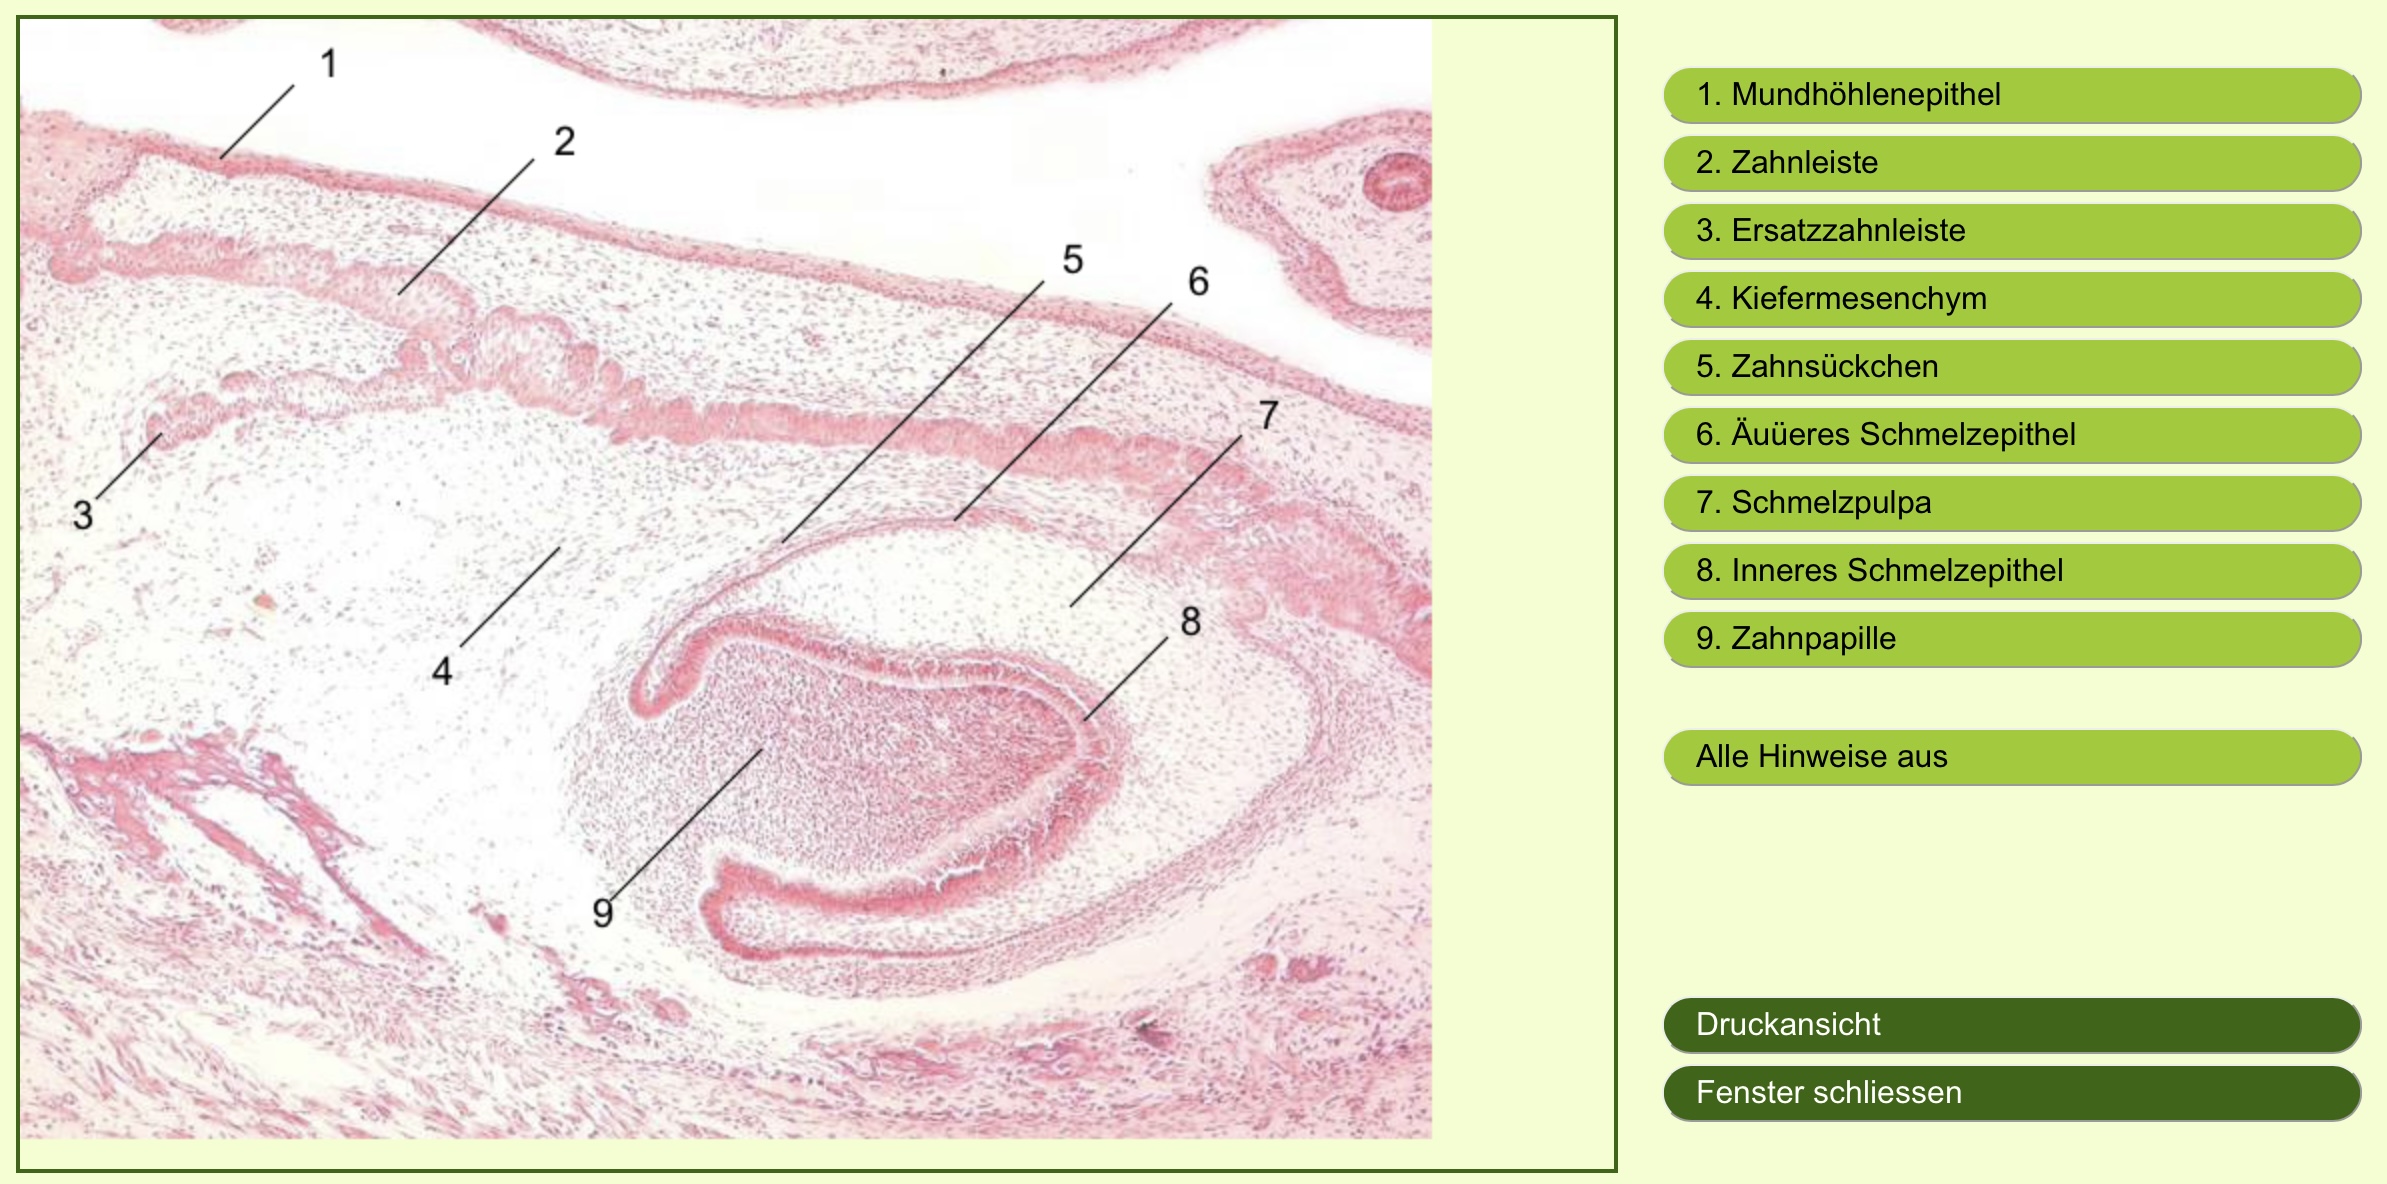 1
2
5
6
7
3
8
4
9
1. Mundhöhlenepithel
2. Zahnleiste
3. Ersatzzahnleiste
4. Kiefermesenchym
5. Zahnsückchen
6. Äuüeres Schmelzepithel
7. Schmelzpulpa
8. Inneres Schmelzepithel
9. Zahnpapille
Alle Hinweise aus
Druckansicht
Fenster schliessen